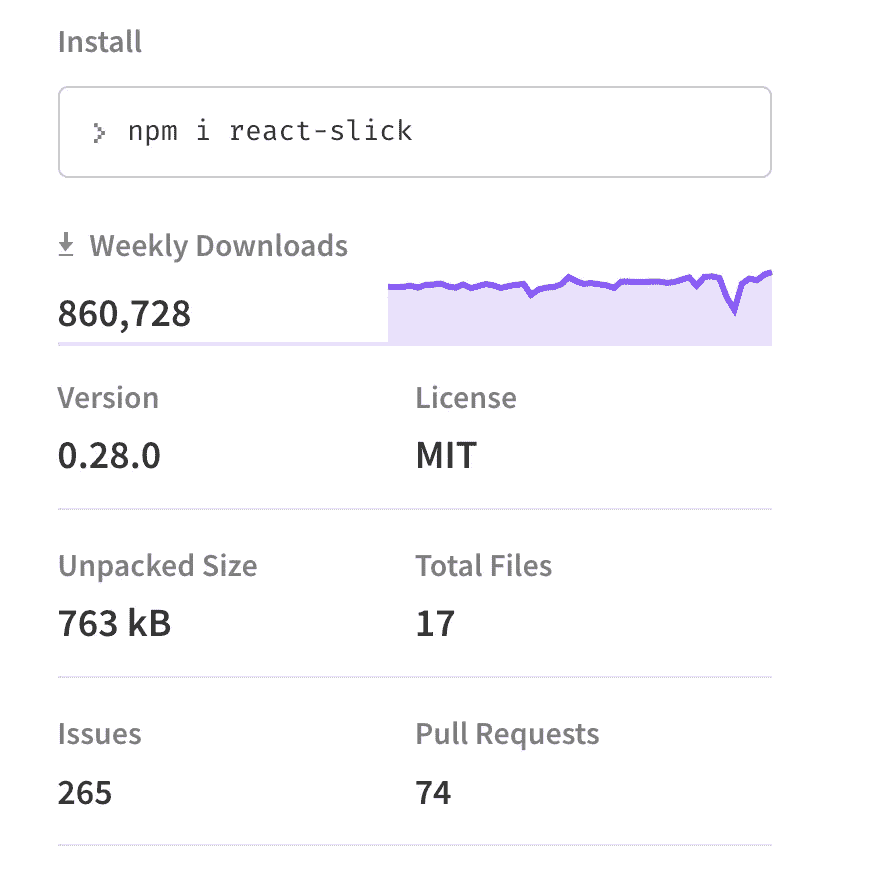 Install
npm i react-slick
Weekly Downloads
860,728
Version
License
0.28.0
MIT
Unpacked Size
Total Files
763 kB
17
Issues
Pull Requests
265
74